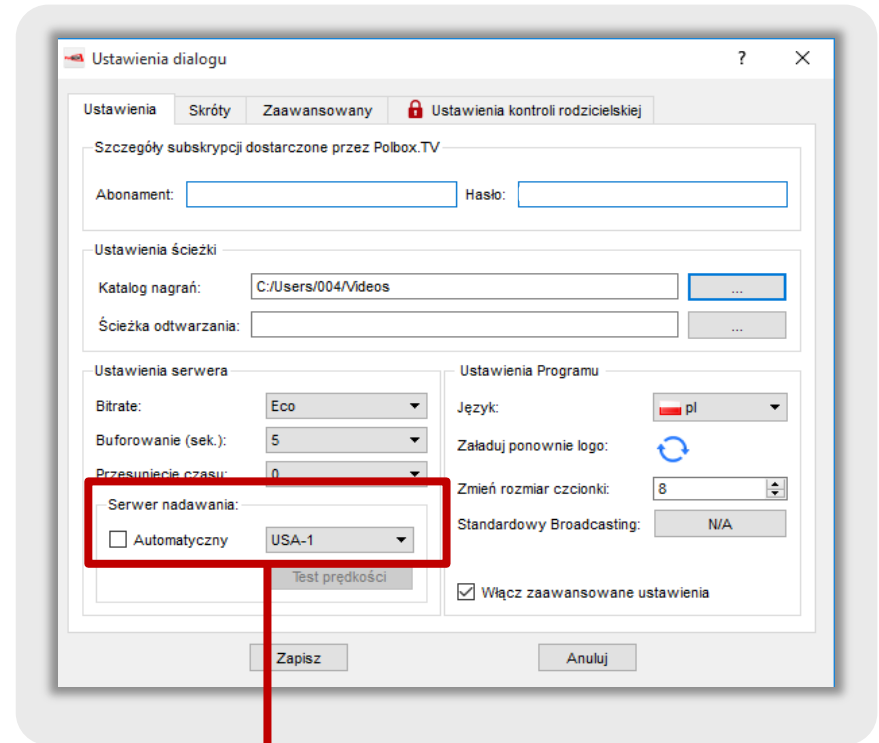 Ustawienia dialogu ?
Ustawienia Skróty Zaawansowany Ustawienia kontroli rodzicielskiej
Szczegóły subskrypcji dostarczone przez Polbox.TV
Abonament: Hasło:
Ustawienia ścieżki
Katalog nagrań: C:/Users/004/Videos ...
Ścieżka odtwarzania: ...
Ustawienia serwera
Bitrate: Eco
Buforowanie (sek.): 5
Przesunięcie czasu: 0
Serwer nadawania:
Automatyczny USA-1
Test prędkości
Ustawienia Programu
Język: pl
Załaduj ponownie logo:
Zmień rozmiar czcionki: 8
Standardowy Broadcasting: N/A
Włącz zaawansowane ustawienia
Zapisz Anuluj